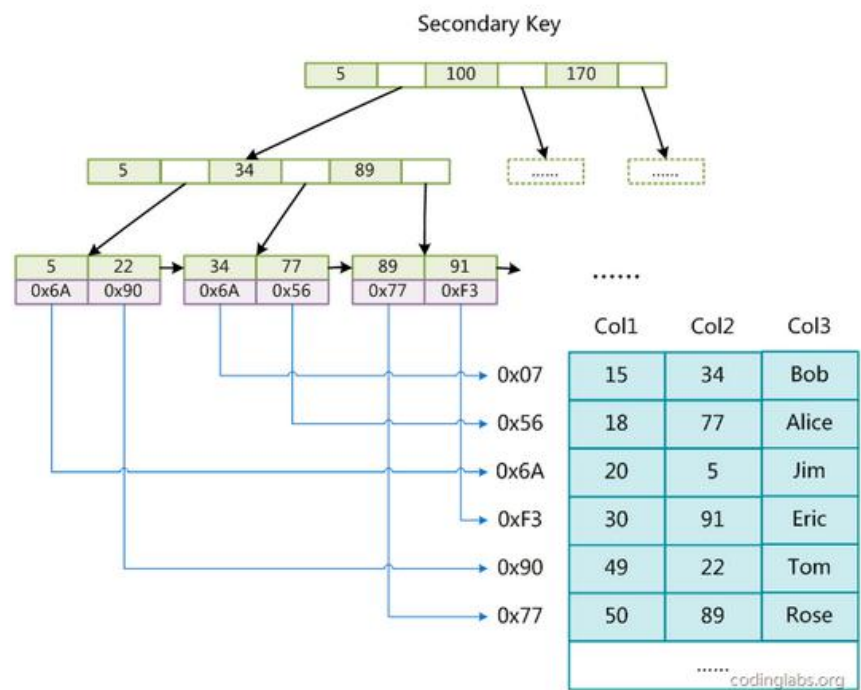 Secondary Key
5 100 170
5 34 89 ...... ......
5 22 34 77 89 91
0x6A 0x90 0x6A 0x56 0x77 0xF3
......
Col1 Col2 Col3
0x07 15 34 Bob
0x56 18 77 Alice
0x6A 20 5 Jim
0xF3 30 91 Eric
0x90 49 22 Tom
0x77 50 89 Rose
......
codinglabs.org